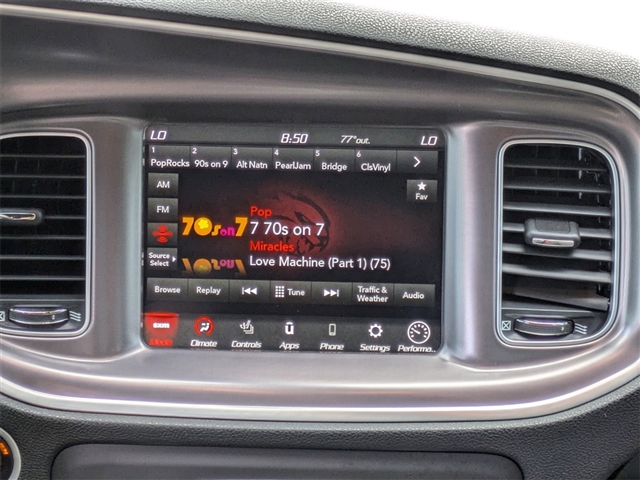 LO 8:50 77°out. LO
1 2 3 4 5 6
PopRocks 90s on 9 Alt Natn PearlJam Bridge ClsVinyl
AM
Fav
FM
Pop
70s on 7
7 70s on 7
Miracles
Source
Select
Love Machine (Part 1) (75)
Browse Replay Tune Traffic & Weather Audio
sxm
Media Climate Controls Apps Phone Settings Performa...